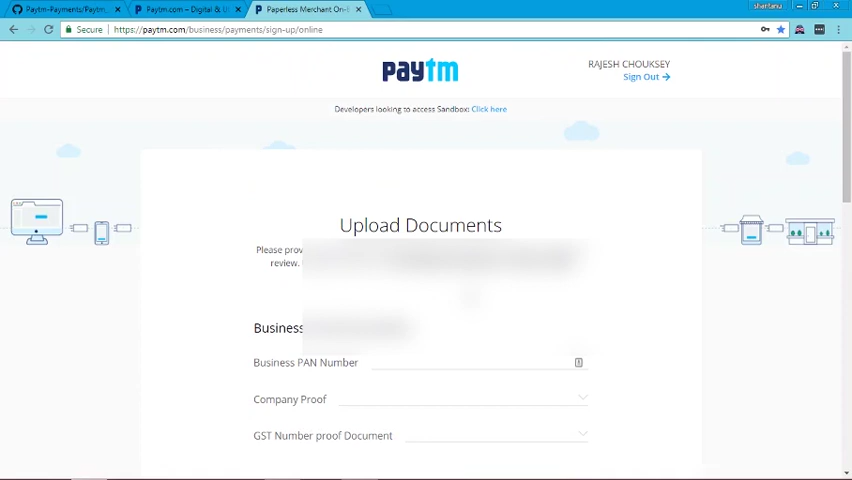 shantanu
Paytm-Payments/Paytm_
Paytm.com – Digital & U
Paperless Merchant On-B
Secure
https://paytm.com/business/payments/sign-up/online
paytm
RAJESH CHOUKSEY
Sign Out →
Developers looking to access Sandbox: Click here
Upload Documents
Please prov
review.
Business
Business PAN Number
Company Proof
GST Number proof Document